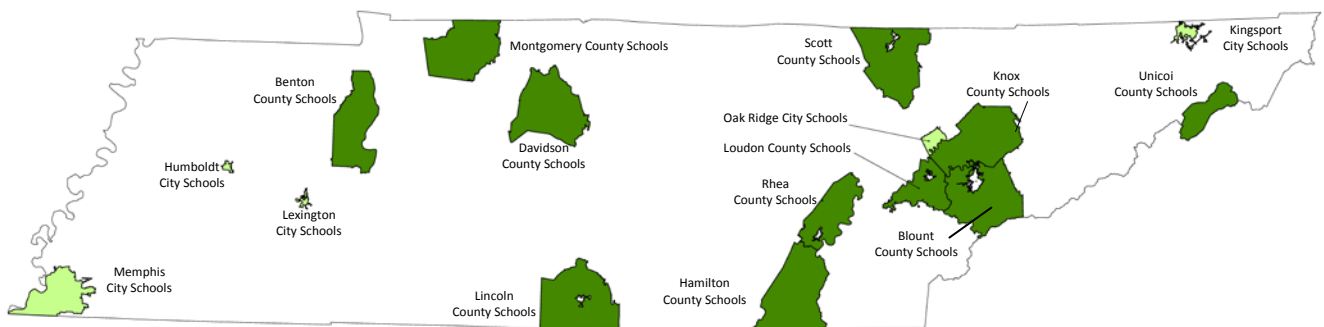 Montgomery County Schools
Scott
County Schools
Kingsport
City Schools
Benton
County Schools
Knox
County Schools
Unicoi
County Schools
Oak Ridge City Schools
Davidson
County Schools
Loudon County Schools
Humboldt
City Schools
Rhea
County Schools
Lexington
City Schools
Blount
County Schools
Memphis
City Schools
Lincoln
County Schools
Hamilton
County Schools